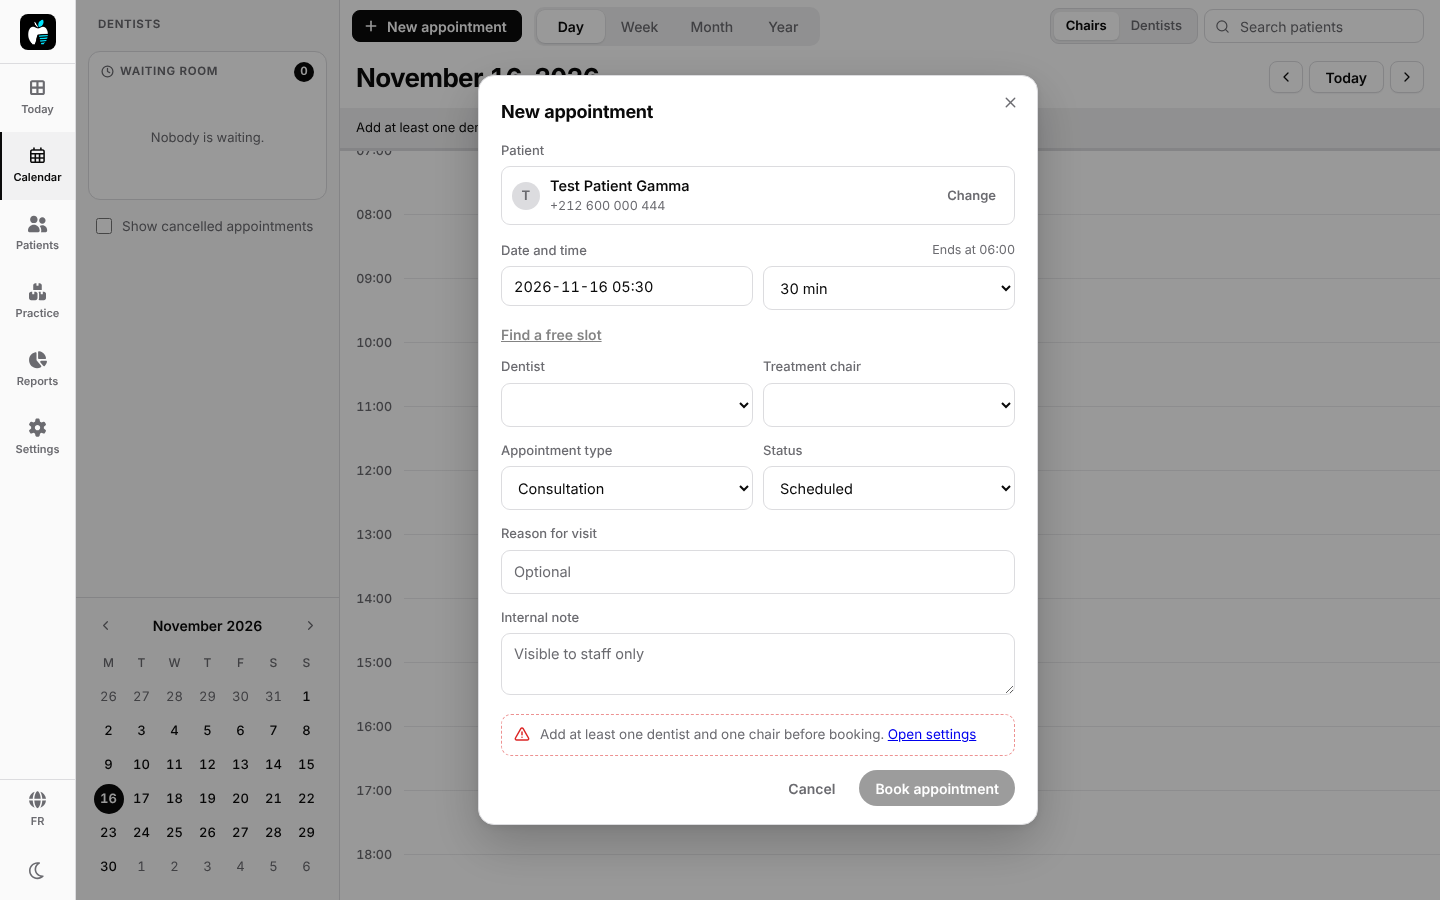 DENTISTS
WAITING ROOM
0
Nobody is waiting.
Show cancelled appointments
Today
Calendar
Patients
Practice
Reports
Settings
FR
November 2026
M T W T F S S
26 27 28 29 30 31 1
2 3 4 5 6 7 8
9 10 11 12 13 14 15
16 17 18 19 20 21 22
23 24 25 26 27 28 29
30 1 2 3 4 5 6
New appointment
Day Week Month Year
Chairs Dentists
Search patients
November 16, 2026
Today
Add at least one den
07:00
08:00
09:00
10:00
11:00
12:00
13:00
14:00
15:00
16:00
17:00
18:00
New appointment
Patient
T
Test Patient Gamma
+212 600 000 444
Change
Date and time
Ends at 06:00
2026-11-16 05:30
30 min
Find a free slot
Dentist
Treatment chair
Appointment type
Status
Consultation
Scheduled
Reason for visit
Optional
Internal note
Visible to staff only
Add at least one dentist and one chair before booking. Open settings
Cancel
Book appointment